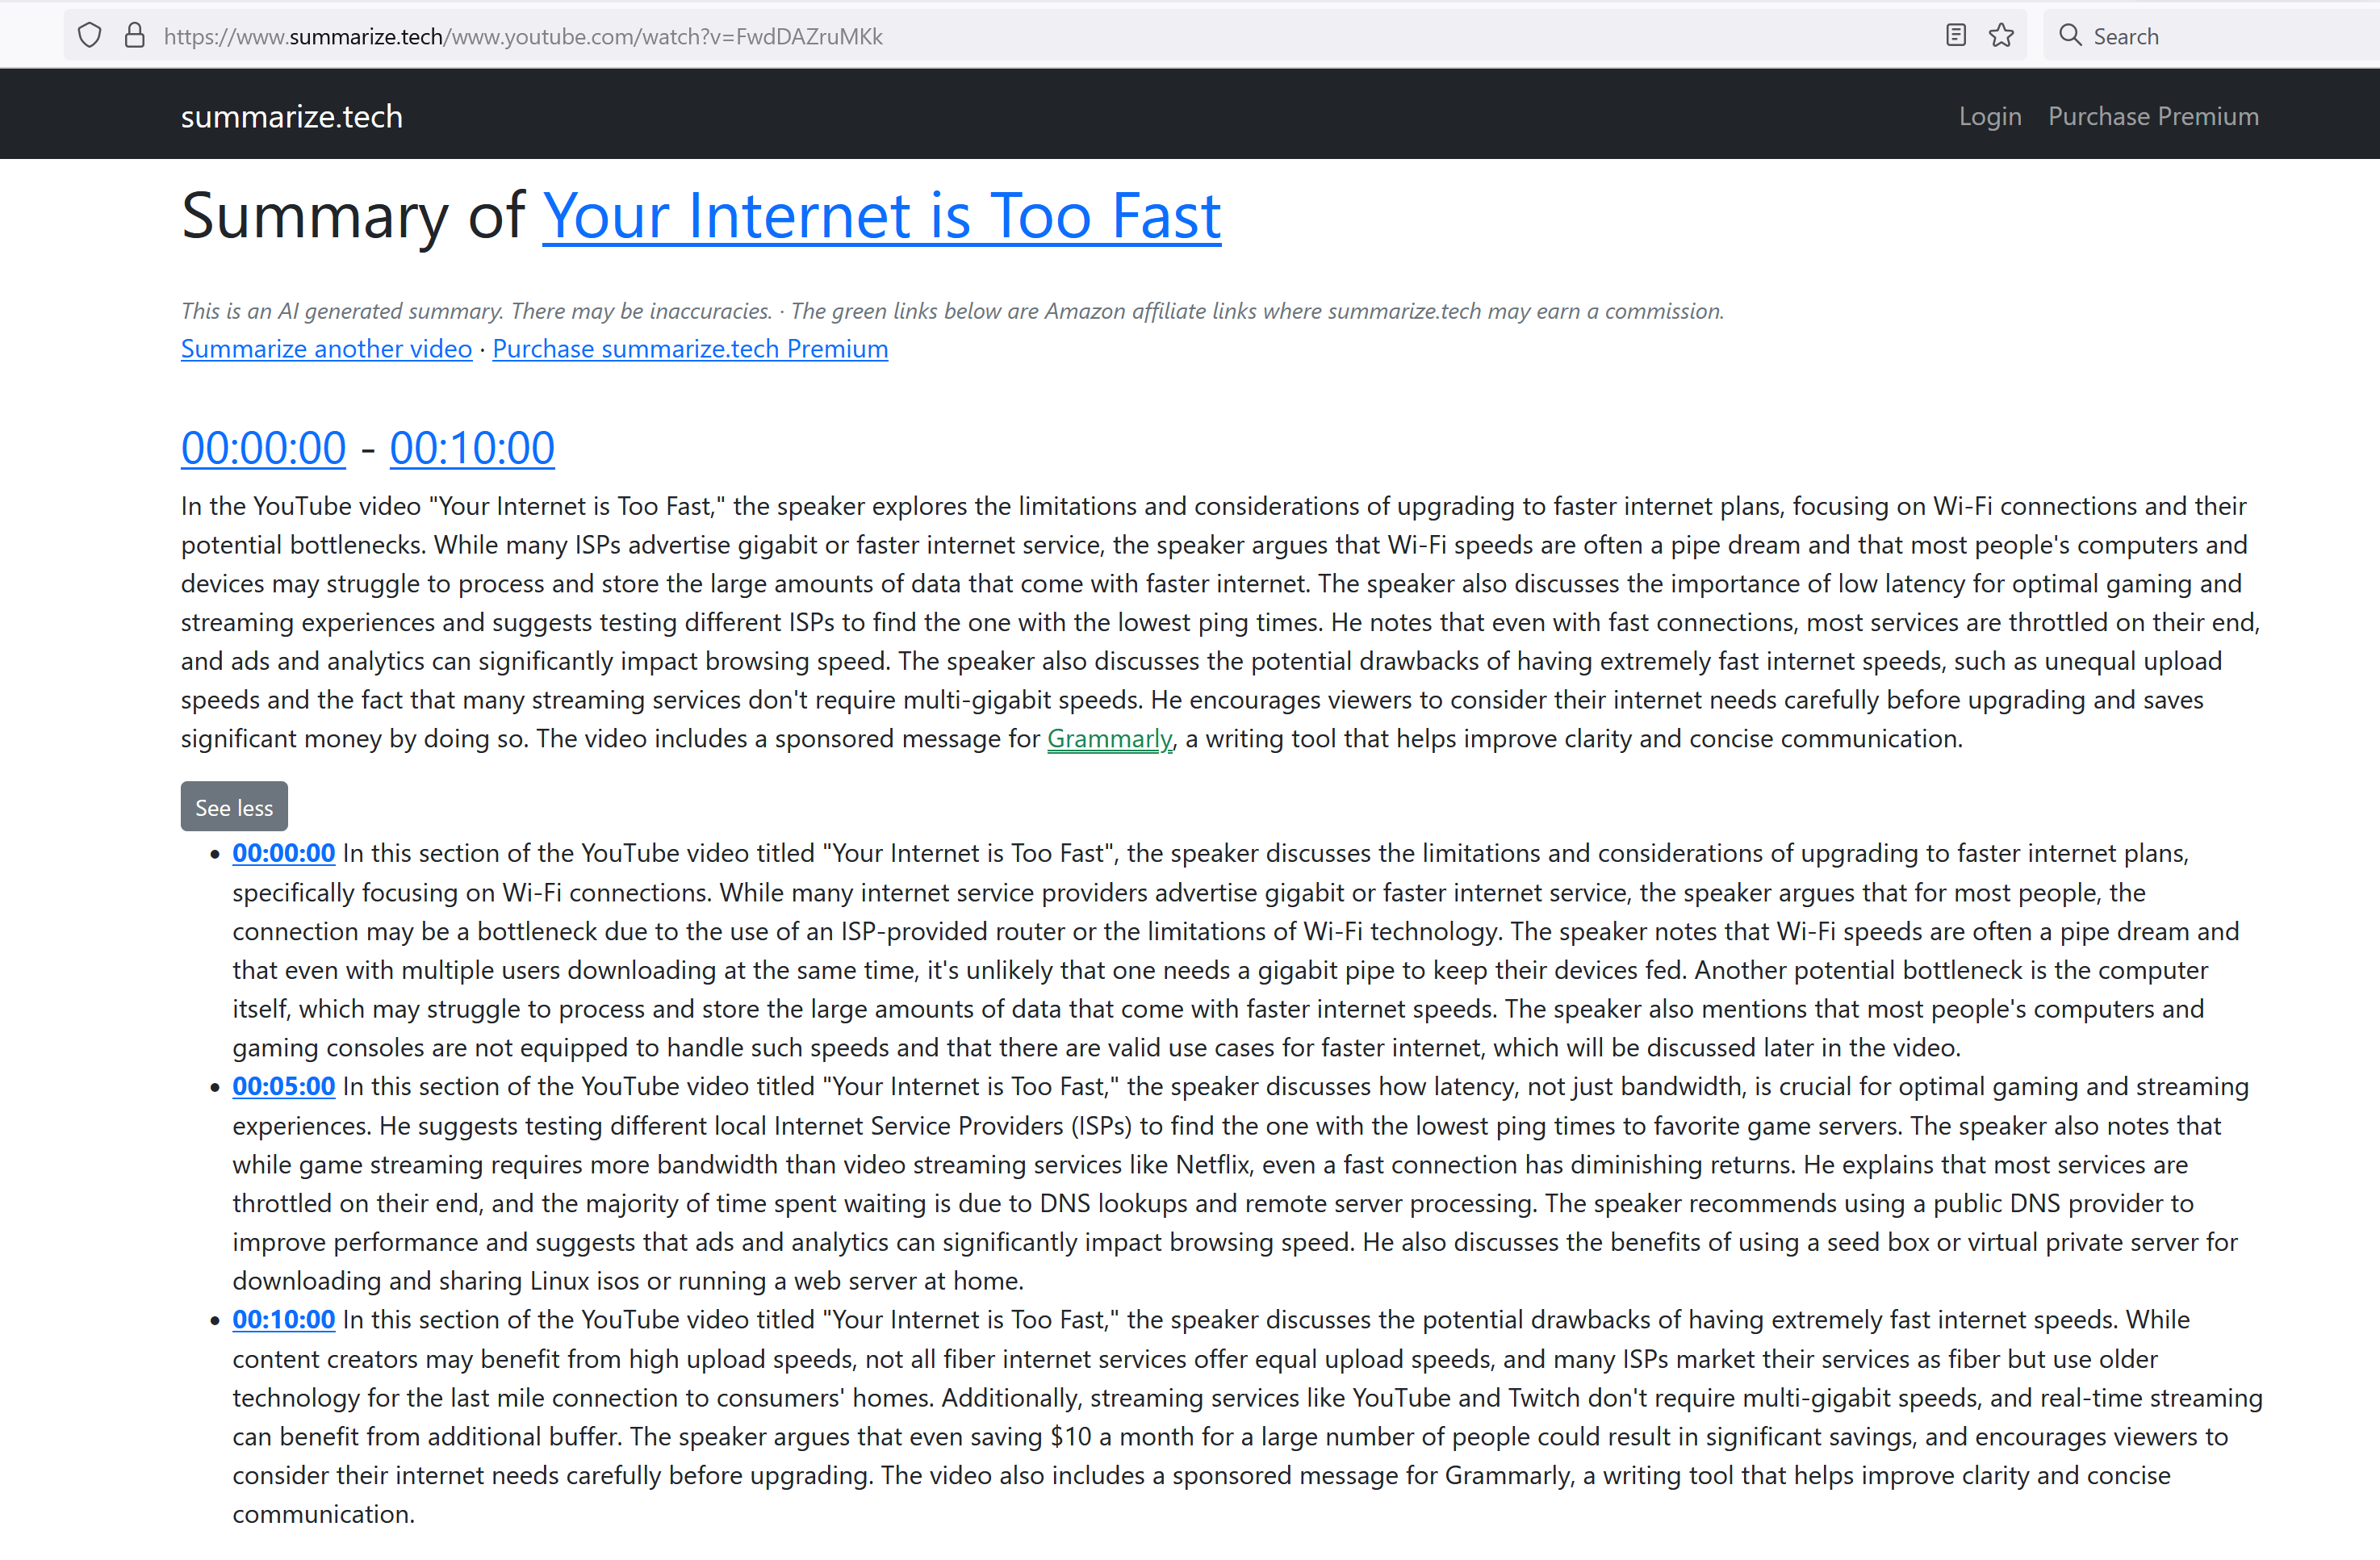 https://www.summarize.tech/www.youtube.com/watch?v=FwdDAZruMKk
Search
summarize.tech
Login
Purchase Premium
Summary of Your Internet is Too Fast
This is an AI generated summary. There may be inaccuracies. · The green links below are Amazon affiliate links where summarize.tech may earn a commission.
Summarize another video · Purchase summarize.tech Premium
00:00:00 - 00:10:00
In the YouTube video "Your Internet is Too Fast," the speaker explores the limitations and considerations of upgrading to faster internet plans, focusing on Wi-Fi connections and their
potential bottlenecks. While many ISPs advertise gigabit or faster internet service, the speaker argues that Wi-Fi speeds are often a pipe dream and that most people's computers and
devices may struggle to process and store the large amounts of data that come with faster internet. The speaker also discusses the importance of low latency for optimal gaming and
streaming experiences and suggests testing different ISPs to find the one with the lowest ping times. He notes that even with fast connections, most services are throttled on their end,
and ads and analytics can significantly impact browsing speed. The speaker also discusses the potential drawbacks of having extremely fast internet speeds, such as unequal upload
speeds and the fact that many streaming services don't require multi-gigabit speeds. He encourages viewers to consider their internet needs carefully before upgrading and saves
significant money by doing so. The video includes a sponsored message for Grammarly, a writing tool that helps improve clarity and concise communication.
See less
• 00:00:00 In this section of the YouTube video titled "Your Internet is Too Fast", the speaker discusses the limitations and considerations of upgrading to faster internet plans,
specifically focusing on Wi-Fi connections. While many internet service providers advertise gigabit or faster internet service, the speaker argues that for most people, the
connection may be a bottleneck due to the use of an ISP-provided router or the limitations of Wi-Fi technology. The speaker notes that Wi-Fi speeds are often a pipe dream and
that even with multiple users downloading at the same time, it's unlikely that one needs a gigabit pipe to keep their devices fed. Another potential bottleneck is the computer
itself, which may struggle to process and store the large amounts of data that come with faster internet speeds. The speaker also mentions that most people's computers and
gaming consoles are not equipped to handle such speeds and that there are valid use cases for faster internet, which will be discussed later in the video.
• 00:05:00 In this section of the YouTube video titled "Your Internet is Too Fast," the speaker discusses how latency, not just bandwidth, is crucial for optimal gaming and streaming
experiences. He suggests testing different local Internet Service Providers (ISPs) to find the one with the lowest ping times to favorite game servers. The speaker also notes that
while game streaming requires more bandwidth than video streaming services like Netflix, even a fast connection has diminishing returns. He explains that most services are
throttled on their end, and the majority of time spent waiting is due to DNS lookups and remote server processing. The speaker recommends using a public DNS provider to
improve performance and suggests that ads and analytics can significantly impact browsing speed. He also discusses the benefits of using a seed box or virtual private server for
downloading and sharing Linux isos or running a web server at home.
• 00:10:00 In this section of the YouTube video titled "Your Internet is Too Fast," the speaker discusses the potential drawbacks of having extremely fast internet speeds. While
content creators may benefit from high upload speeds, not all fiber internet services offer equal upload speeds, and many ISPs market their services as fiber but use older
technology for the last mile connection to consumers' homes. Additionally, streaming services like YouTube and Twitch don't require multi-gigabit speeds, and real-time streaming
can benefit from additional buffer. The speaker argues that even saving $10 a month for a large number of people could result in significant savings, and encourages viewers to
consider their internet needs carefully before upgrading. The video also includes a sponsored message for Grammarly, a writing tool that helps improve clarity and concise
communication.